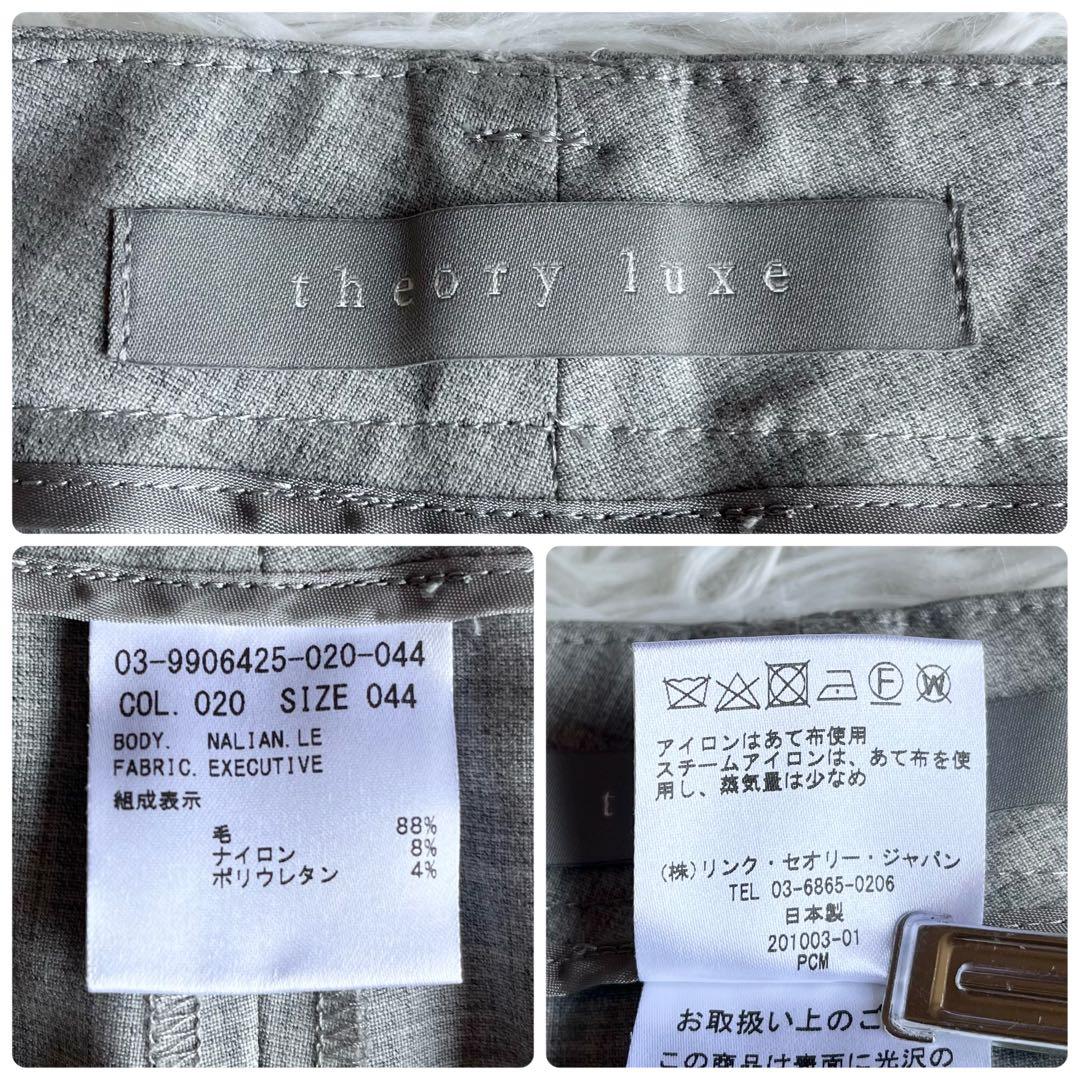 theory luxe
03-9906425-020-044
COL. 020 SIZE 044
BODY. NALIAN.LE
FABRIC. EXECUTIVE
組成表示
毛 88%
ナイロン 8%
ポリウレタン 4%
F W
アイロンはあて布使用
スチームアイロンは、あて布を使
用し、蒸気量は少なめ
t
(株)リンク・セオリー・ジャパン
TEL 03-6865-0206
日本製
201003-01
PCM
お取扱い上のご
この商品は裏面に光沢の